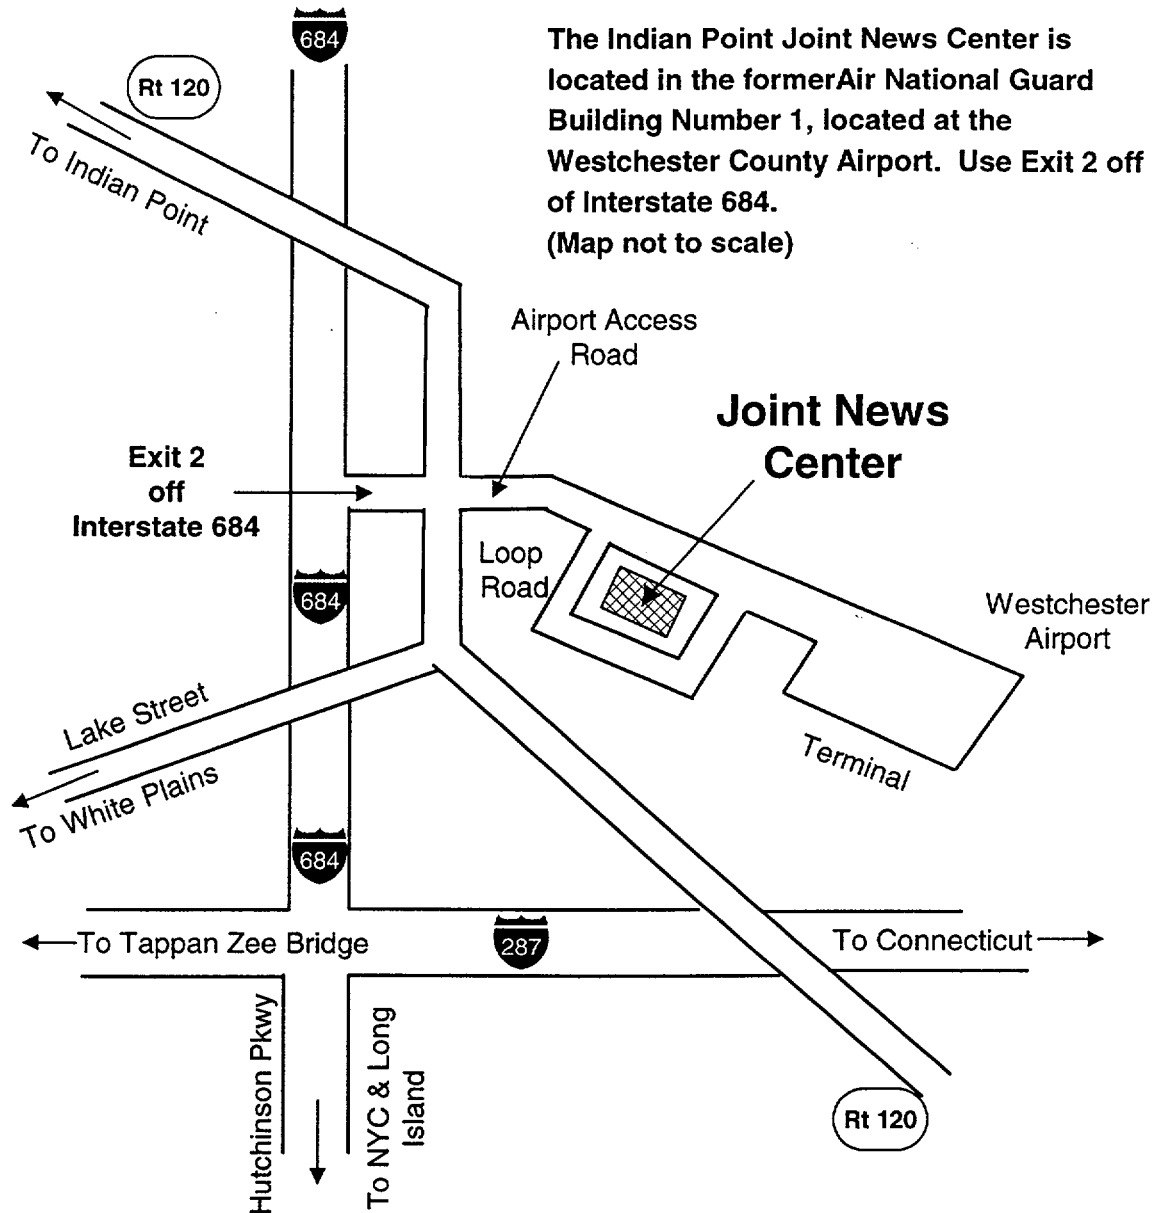 684
The Indian Point Joint News Center is
located in the formerAir National Guard
Building Number 1, located at the
Westchester County Airport.  Use Exit 2 off
of Interstate 684.
(Map not to scale)
Rt 120
To Indian Point
Airport Access
Road
Joint News
Center
Exit 2
off
Interstate 684
Loop
Road
684
Westchester
Airport
Lake Street
To White Plains
Terminal
684
To Tappan Zee Bridge
287
To Connecticut
Hutchinson Pkwy
To NYC & Long
Island
Rt 120